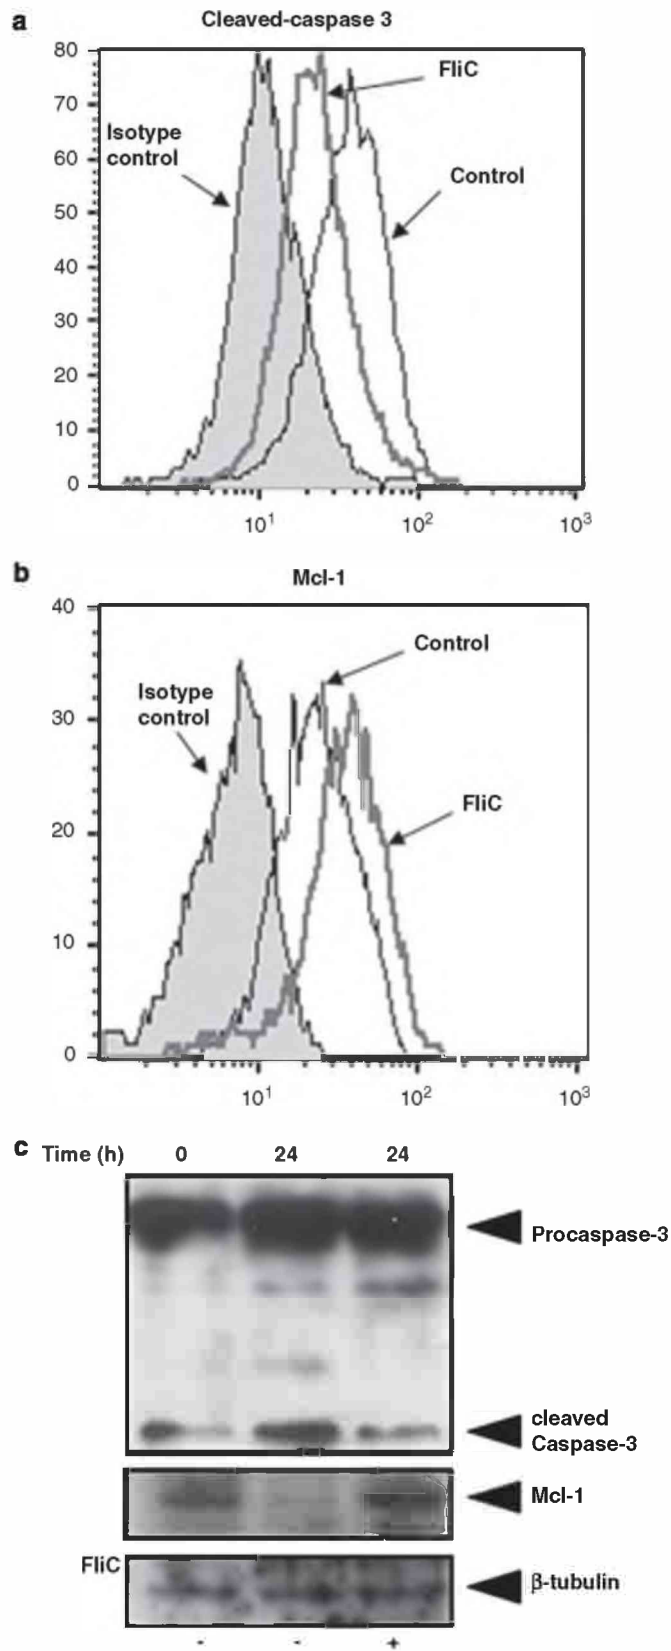 a
Cleaved-caspase 3
80
70
60
50
40
30
20
10
0
FliC
Isotype
control
Control
10¹
10²
10³
b
Mcl-1
40
30
20
10
0
Control
Isotype
control
FliC
10¹
10²
10³
c Time (h) 0 24 24
Procaspase-3
cleaved
Caspase-3
Mcl-1
FliC
β-tubulin
- - +